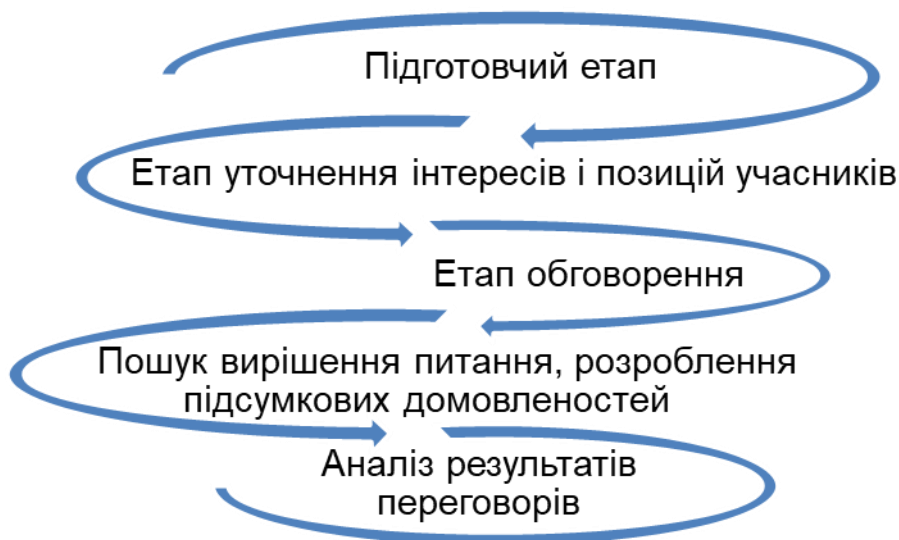 Підготовчий етап
Етап уточнення інтересів і позицій учасників
Етап обговорення
Пошук вирішення питання, розроблення
підсумкових домовленостей
Аналіз результатів
переговорів